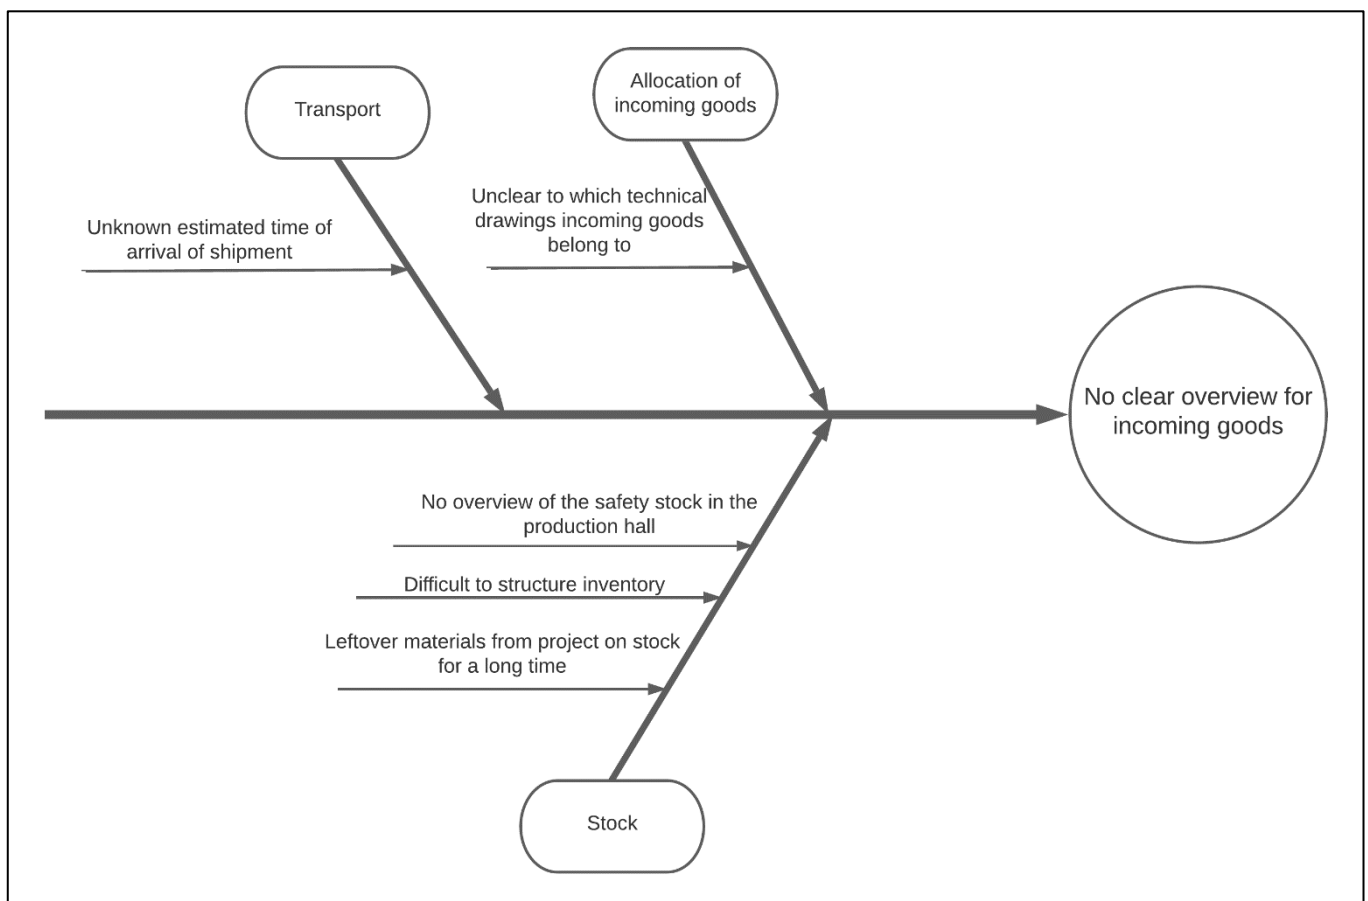 Transport
Allocation of
incoming goods
Unknown estimated time of
arrival of shipment
Unclear to which technical
drawings incoming goods
belong to
No clear overview for
incoming goods
No overview of the safety stock in the
production hall
Difficult to structure inventory
Leftover materials from project on stock
for a long time
Stock